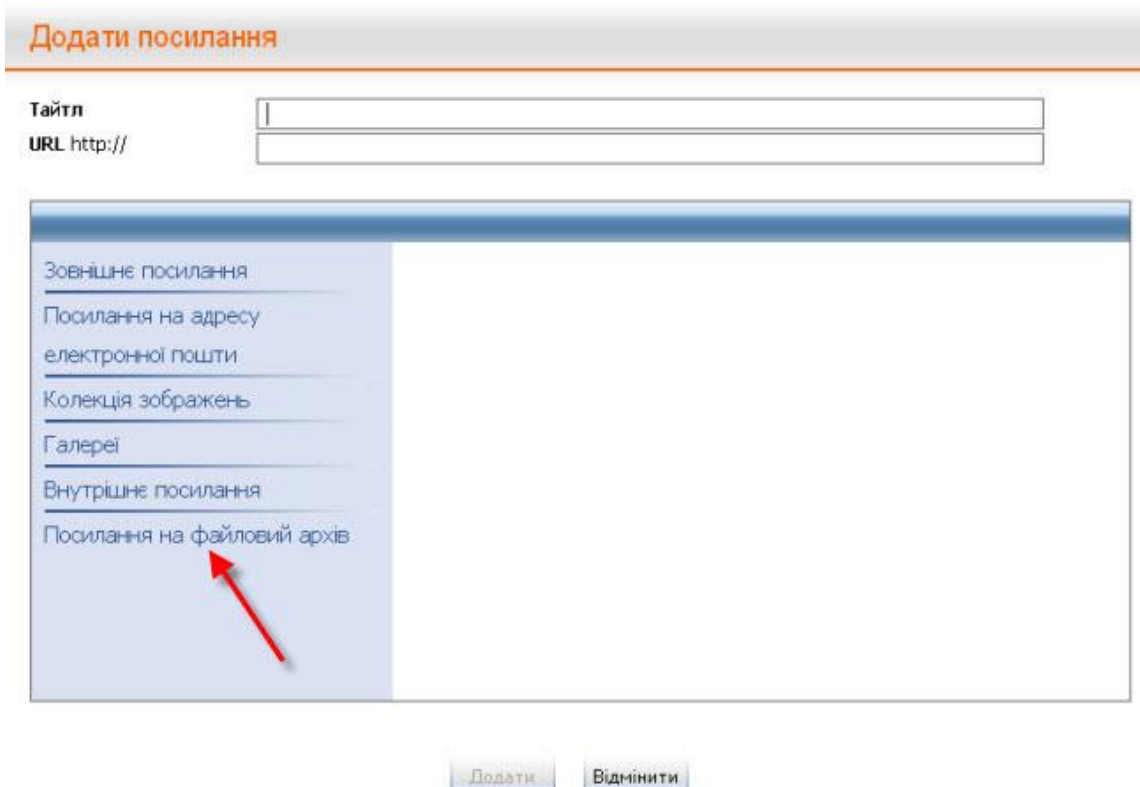 Додати посилання
Тайтл
URL http://
Зовнішнє посилання
Посилання на адресу
електронної пошти
Колекція зображень
Галереї
Внутрішнє посилання
Посилання на файловий архів
Додати Відмінити